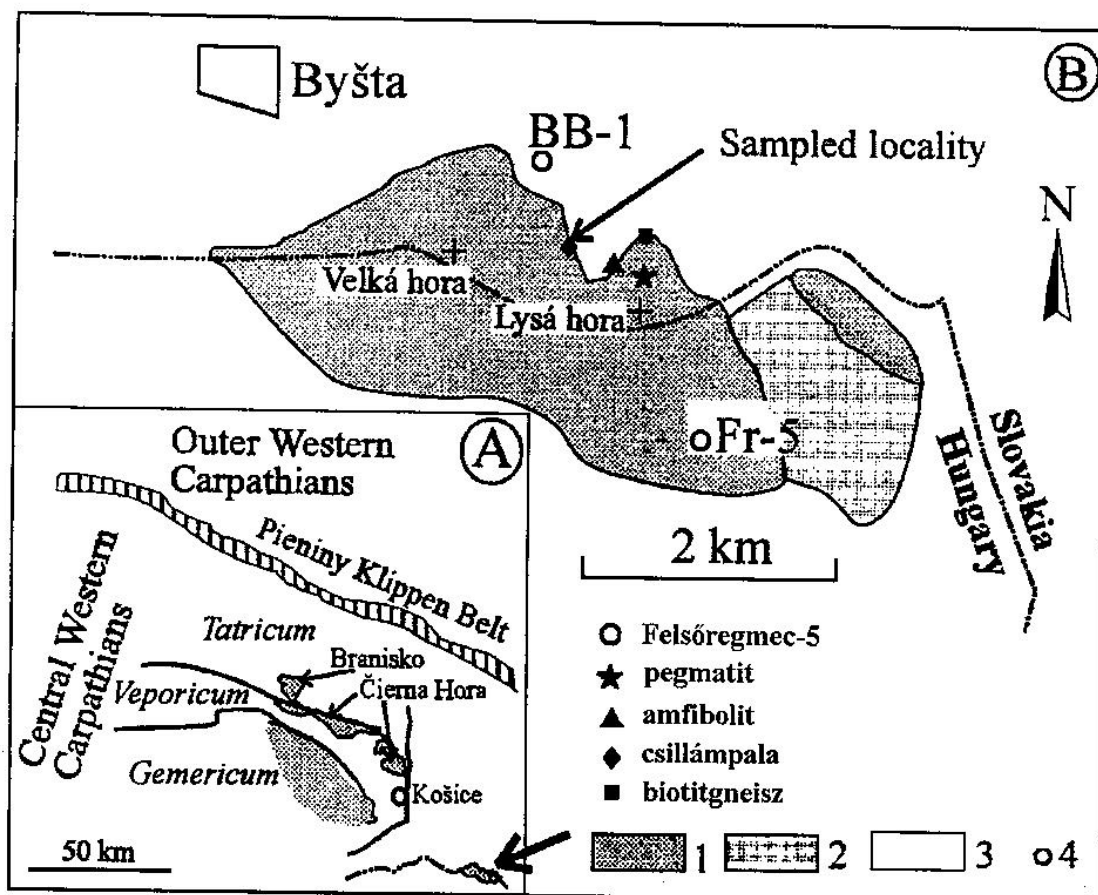 Byšta
B
BB-1
Sampled locality
N
Velká hora
Lysá hora
Fr-5
Slovakia
Hungary
2 km
A
Outer Western
Carpathians
Pieniny Klippen Belt
Central Western
Carpathians
Tatricum
Branisko
Čierna Hora
Veporicum
Gemericum
Košice
50 km
Felsőregmec-5
pegmatit
amfibolit
csillámpala
biotitgneisz
1 2 3 4